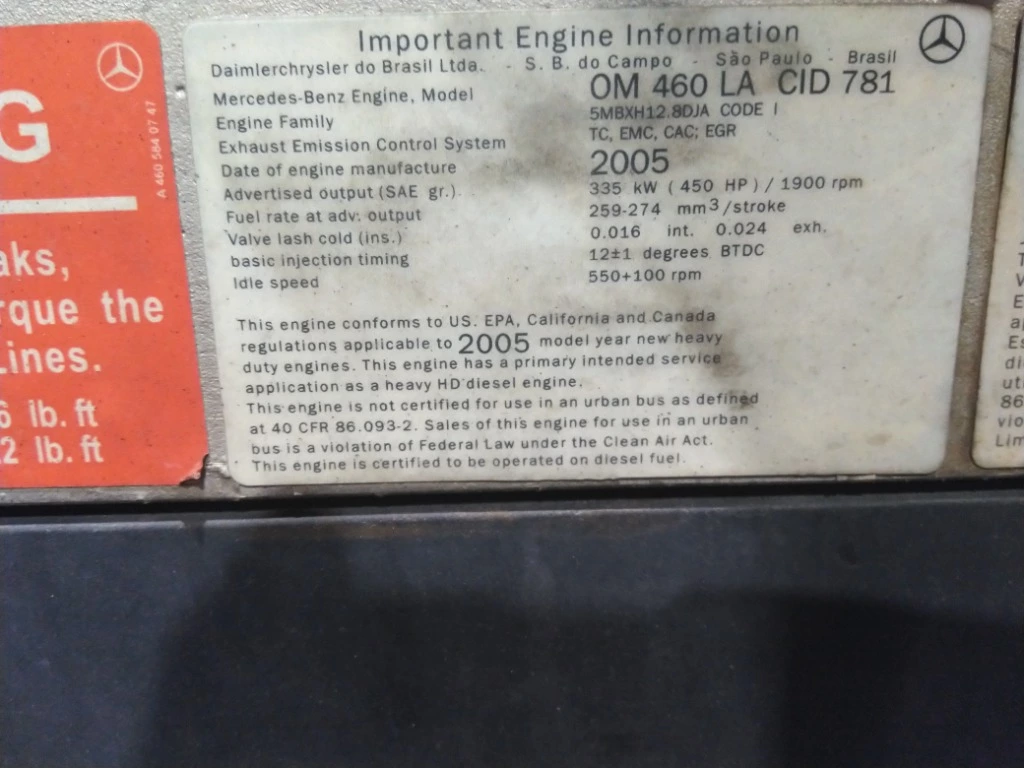 Important Engine Information
Daimlerchrysler do Brasil Ltda. - S. B. do Campo - São Paulo - Brasil
Mercedes-Benz Engine, Model OM 460 LA CID 781
Engine Family 5MBXH12.8DJA CODE I
Exhaust Emission Control System TC, EMC, CAC; EGR
Date of engine manufacture 2005
Advertised output (SAE gr.) 335 kW (450 HP) / 1900 rpm
Fuel rate at adv. output 259-274 mm3/stroke
Valve lash cold (ins.) 0.016 int. 0.024 exh.
basic injection timing 12±1 degrees BTDC
Idle speed 550+100 rpm
This engine conforms to US. EPA, California and Canada
regulations applicable to 2005 model year new heavy
duty engines. This engine has a primary intended service
application as a heavy HD diesel engine.
This engine is not certified for use in an urban bus as defined
at 40 CFR 86.093-2. Sales of this engine for use in an urban
bus is a violation of Federal Law under the Clean Air Act.
This engine is certified to be operated on diesel fuel.
G
A 460 584 07 47
aks,
rque the
Lines.
6 lb. ft
2 lb. ft
T
V
E
ap
Es
di
uti
86
vio
Lim